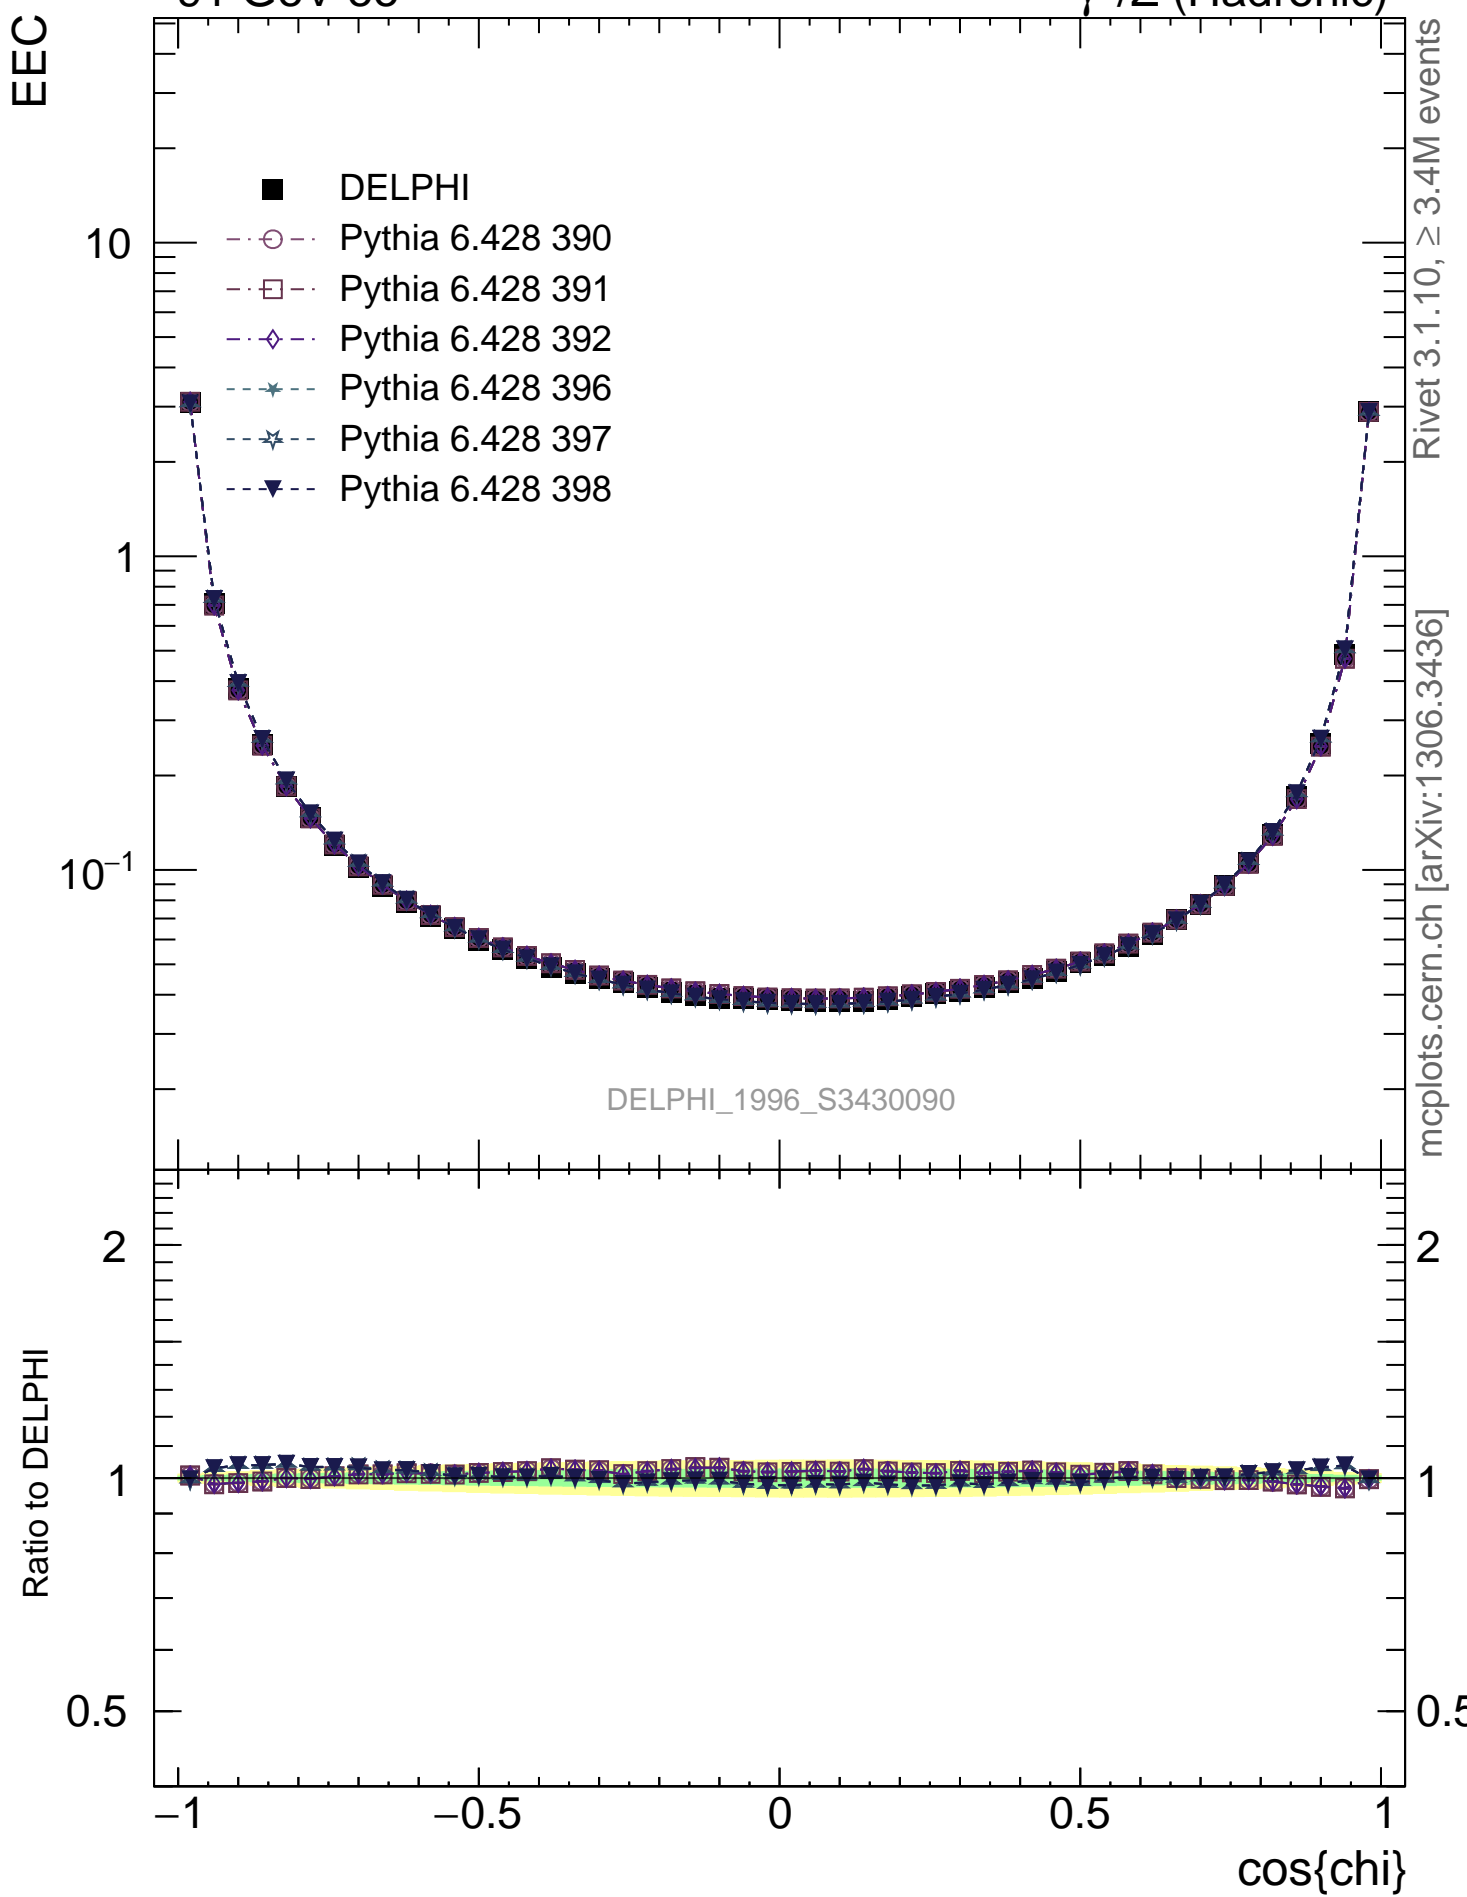 EEC
DELPHI
Pythia 6.428 390
Pythia 6.428 391
Pythia 6.428 392
Pythia 6.428 396
Pythia 6.428 397
Pythia 6.428 398
10
1
10⁻¹
DELPHI_1996_S3430090
Rivet 3.1.10, ≥ 3.4M events
mcplots.cern.ch [arXiv:1306.3436]
Ratio to DELPHI
2
1
0.5
2
1
0.5
−1
−0.5
0
0.5
1
cos{chi}